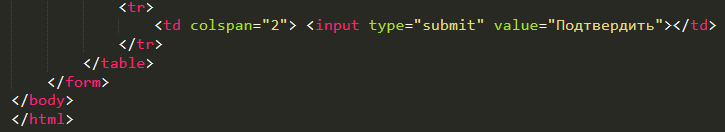 <tr>
<td colspan="2"> <input type="submit" value="Подтвердить"></td>
</tr>
</table>
</form>
</body>
</html>